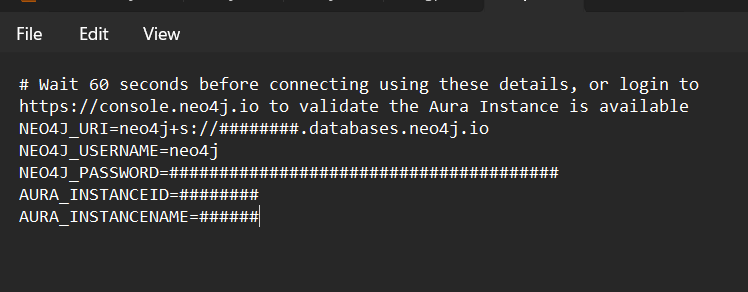 File Edit View
# Wait 60 seconds before connecting using these details, or login to
https://console.neo4j.io to validate the Aura Instance is available
NEO4J_URI=neo4j+s://########.databases.neo4j.io
NEO4J_USERNAME=neo4j
NEO4J_PASSWORD=#######################################
AURA_INSTANCEID=########
AURA_INSTANCENAME=######